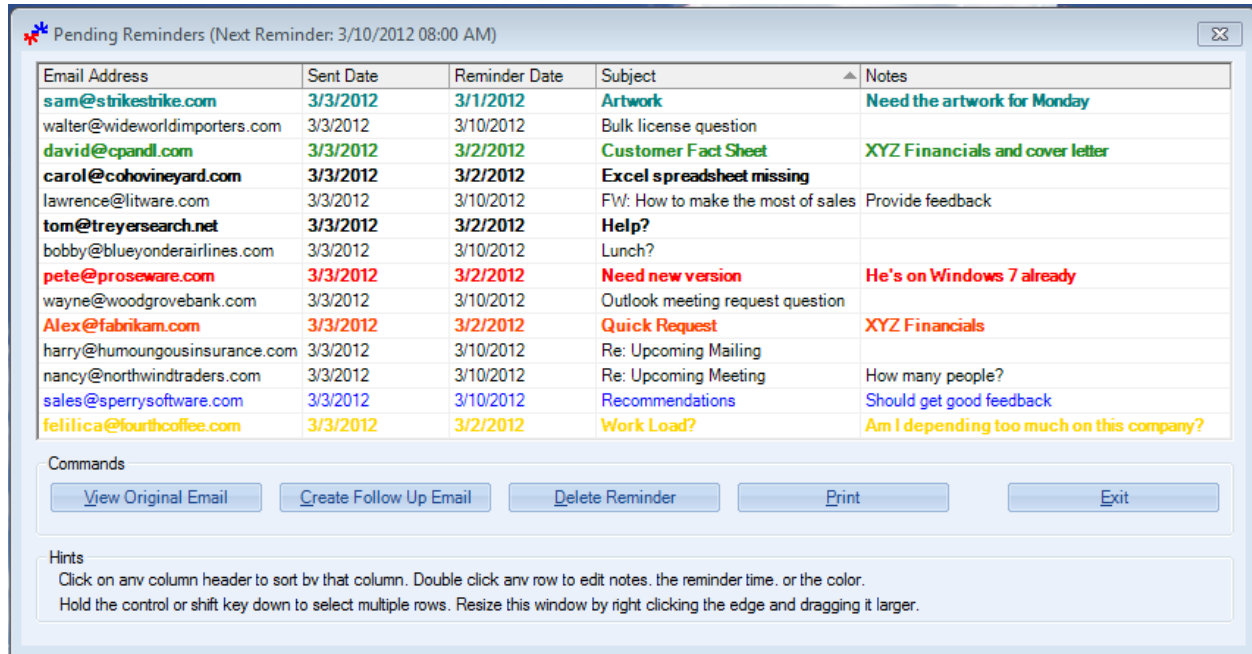 Pending Reminders (Next Reminder: 3/10/2012 08:00 AM)
Email Address Sent Date Reminder Date Subject Notes
sam@strikestrike.com 3/3/2012 3/1/2012 Artwork Need the artwork for Monday
walter@wideworldimporters.com 3/3/2012 3/10/2012 Bulk license question
david@cpandl.com 3/3/2012 3/2/2012 Customer Fact Sheet XYZ Financials and cover letter
carol@cohovineyard.com 3/3/2012 3/2/2012 Excel spreadsheet missing
lawrence@litware.com 3/3/2012 3/10/2012 FW: How to make the most of sales Provide feedback
tom@treyersearch.net 3/3/2012 3/2/2012 Help?
bobby@blueyonderairlines.com 3/3/2012 3/10/2012 Lunch?
pete@proseware.com 3/3/2012 3/2/2012 Need new version He's on Windows 7 already
wayne@woodgrovebank.com 3/3/2012 3/10/2012 Outlook meeting request question
Alex@fabrikam.com 3/3/2012 3/2/2012 Quick Request XYZ Financials
harry@humoungousinsurance.com 3/3/2012 3/10/2012 Re: Upcoming Mailing
nancy@northwindtraders.com 3/3/2012 3/10/2012 Re: Upcoming Meeting How many people?
sales@sperrysoftware.com 3/3/2012 3/10/2012 Recommendations Should get good feedback
felilica@fourthcoffee.com 3/3/2012 3/2/2012 Work Load? Am I depending too much on this company?
Commands
View Original Email Create Follow Up Email Delete Reminder Print Exit
Hints
Click on any column header to sort by that column. Double click any row to edit notes, the reminder time, or the color.
Hold the control or shift key down to select multiple rows. Resize this window by right clicking the edge and dragging it larger.